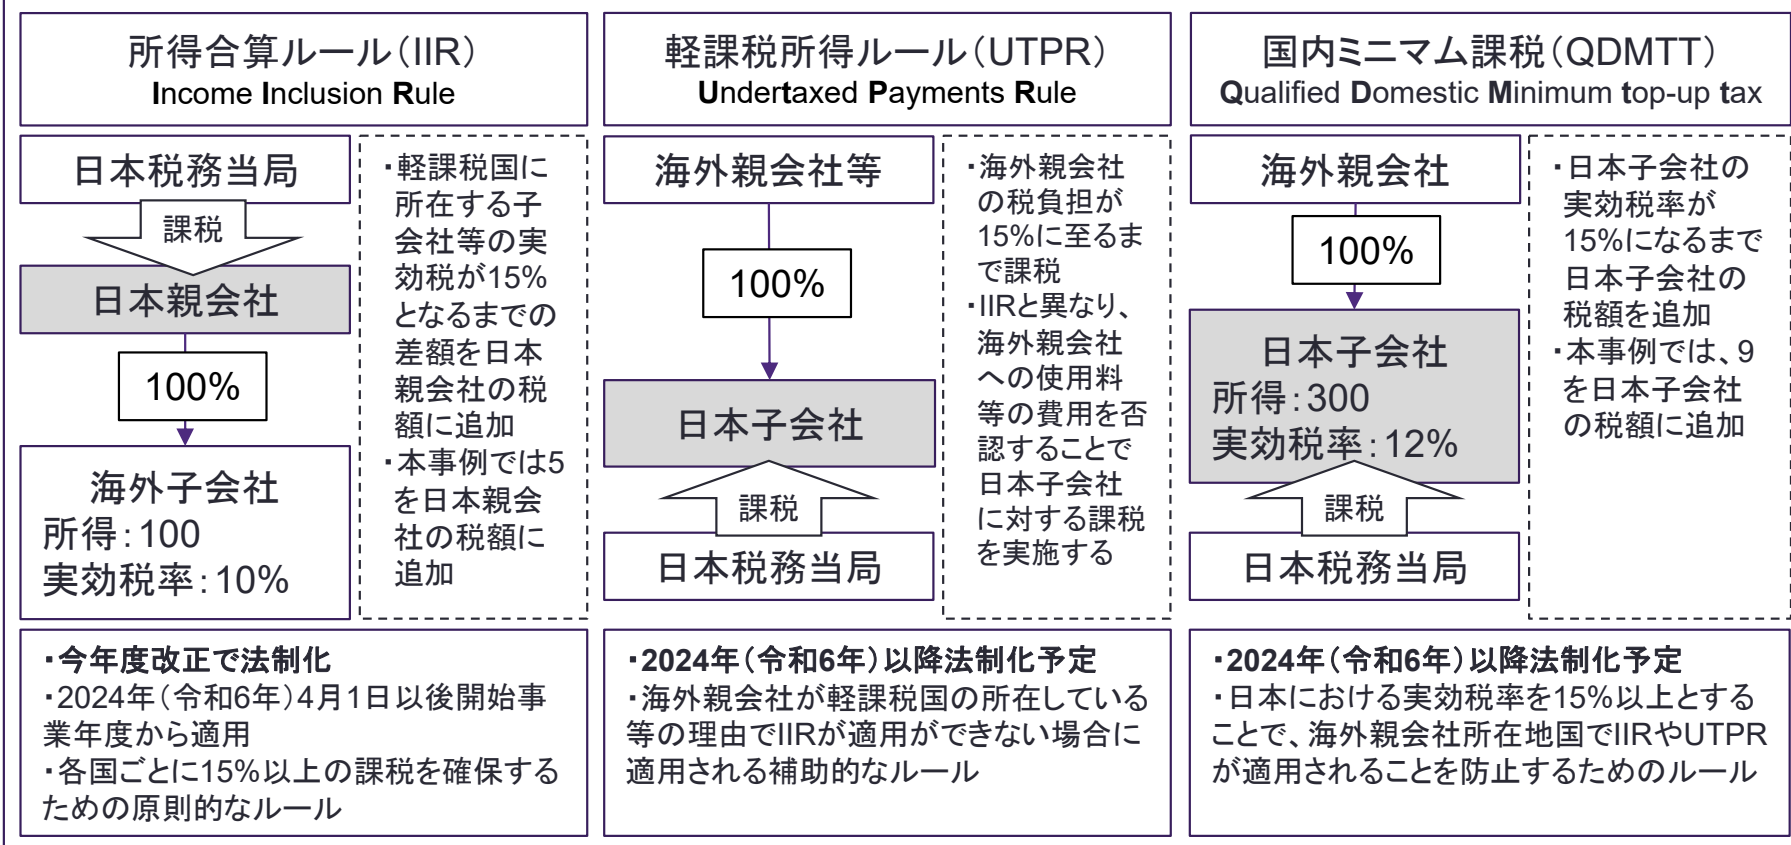 所得合算ルール（IIR）
Income Inclusion Rule
日本税務当局
課税
日本親会社
100%
海外子会社
所得：100
実効税率：10%
・軽課税国に
所在する子
会社等の実
効税が15%
となるまでの
差額を日本
親会社の税
額に追加
・本事例では5
を日本親会
社の税額に
追加
・今年度改正で法制化
・2024年（令和6年）4月1日以後開始事
業年度から適用
・各国ごとに15%以上の課税を確保する
ための原則的なルール
軽課税所得ルール（UTPR）
Undertaxed Payments Rule
海外親会社等
100%
日本子会社
課税
日本税務当局
・海外親会社
の税負担が
15%に至るま
で課税
・IIRと異なり、
海外親会社
への使用料
等の費用を否
認することで
日本子会社
に対する課税
を実施する
・2024年（令和6年）以降法制化予定
・海外親会社が軽課税国の所在している
等の理由でIIRが適用ができない場合に
適用される補助的なルール
国内ミニマム課税（QDMTT）
Qualified Domestic Minimum top-up tax
海外親会社
100%
日本子会社
所得：300
実効税率：12%
課税
日本税務当局
・日本子会社の
実効税率が
15%になるまで
日本子会社の
税額を追加
・本事例では、9
を日本子会社
の税額に追加
・2024年（令和6年）以降法制化予定
・日本における実効税率を15%以上とする
ことで、海外親会社所在地国でIIRやUTPR
が適用されることを防止するためのルール